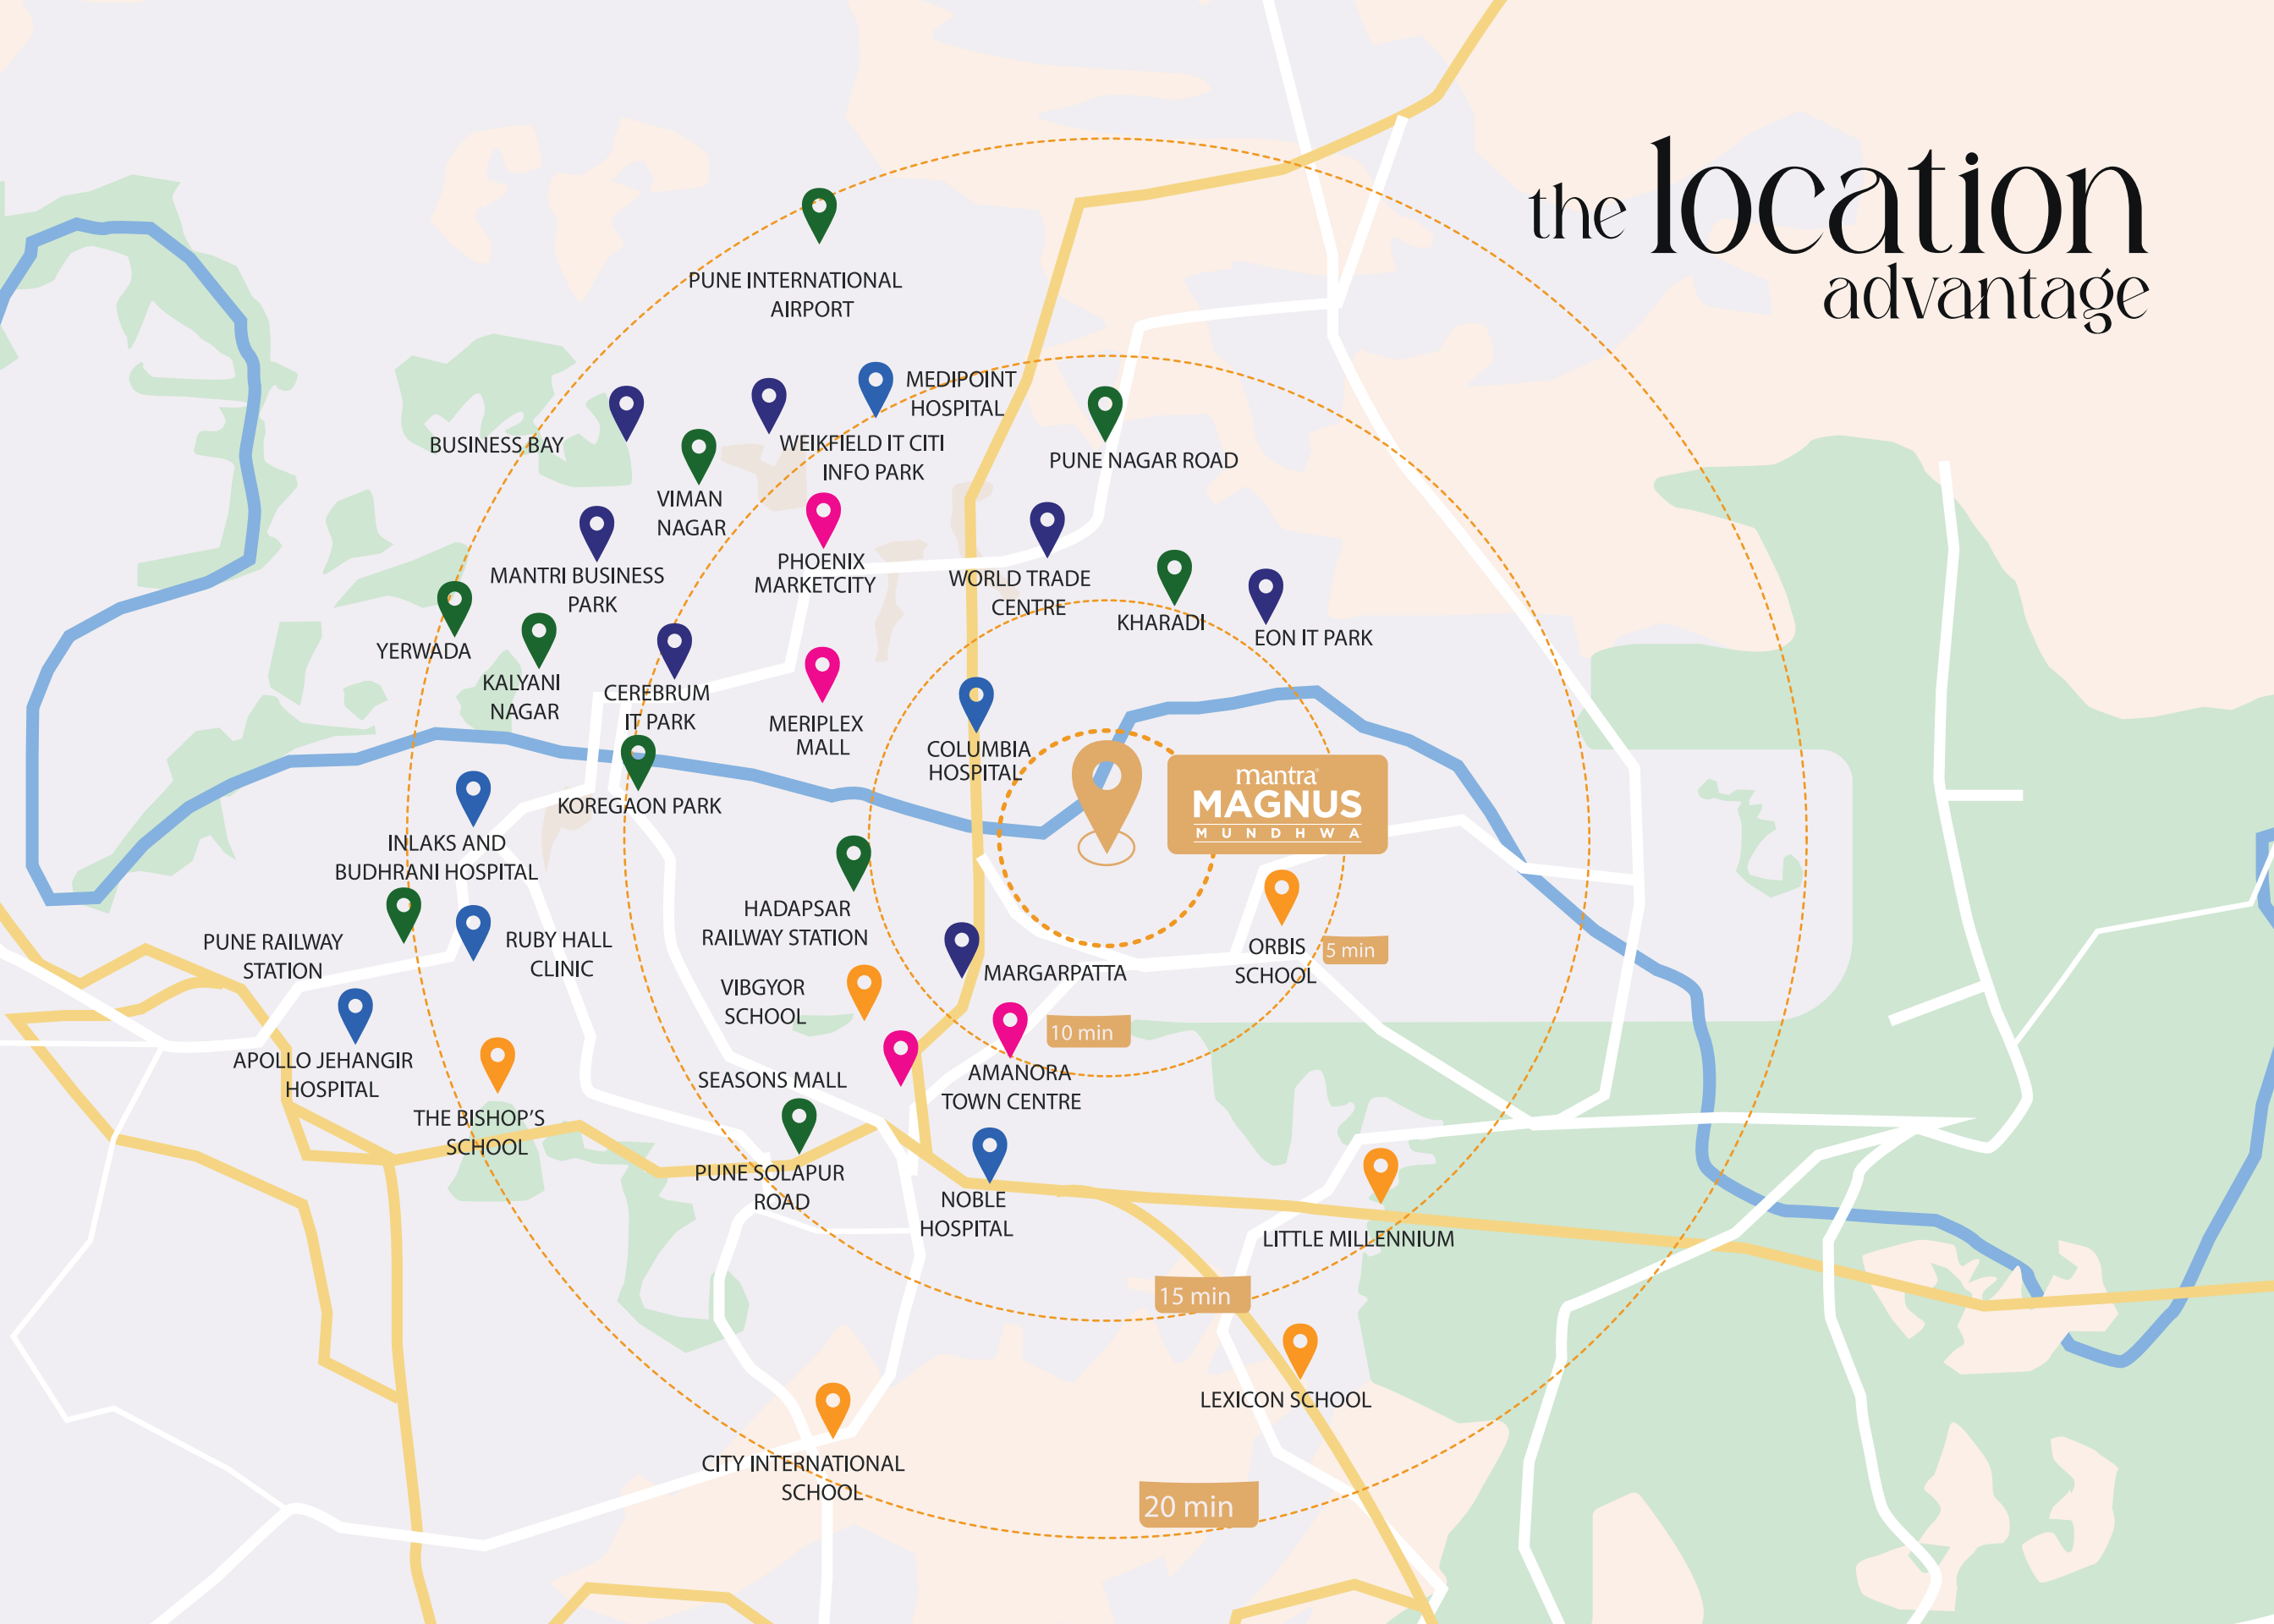 the location
advantage
PUNE INTERNATIONAL
AIRPORT
MEDIPOINT
HOSPITAL
BUSINESS BAY
WEIKFIELD IT CITI
INFO PARK
PUNE NAGAR ROAD
VIMAN
NAGAR
MANTRI BUSINESS
PARK
PHOENIX
MARKETCITY
WORLD TRADE
CENTRE
KHARADI
EON IT PARK
YERWADA
KALYANI
NAGAR
CEREBRUM
IT PARK
MERIPLEX
MALL
COLUMBIA
HOSPITAL
mantra
MAGNUS
MUNDHWA
KOREGAON PARK
INLAKS AND
BUDHRANI HOSPITAL
HADAPSAR
RAILWAY STATION
PUNE RAILWAY
STATION
RUBY HALL
CLINIC
ORBIS
SCHOOL
5 min
MARGARPATTA
VIBGYOR
SCHOOL
10 min
APOLLO JEHANGIR
HOSPITAL
SEASONS MALL
AMANORA
TOWN CENTRE
THE BISHOP'S
SCHOOL
PUNE SOLAPUR
ROAD
NOBLE
HOSPITAL
LITTLE MILLENNIUM
15 min
LEXICON SCHOOL
CITY INTERNATIONAL
SCHOOL
20 min